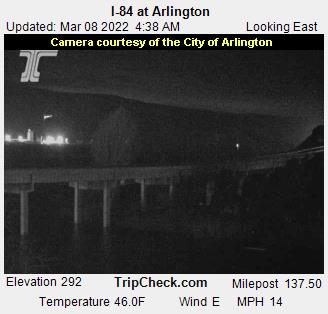 I-84 at Arlington
Updated: Mar 08 2022 4:38 AM Looking East
Camera courtesy of the City of Arlington
Elevation 292 TripCheck.com Milepost 137.50
Temperature 46.0F Wind E MPH 14